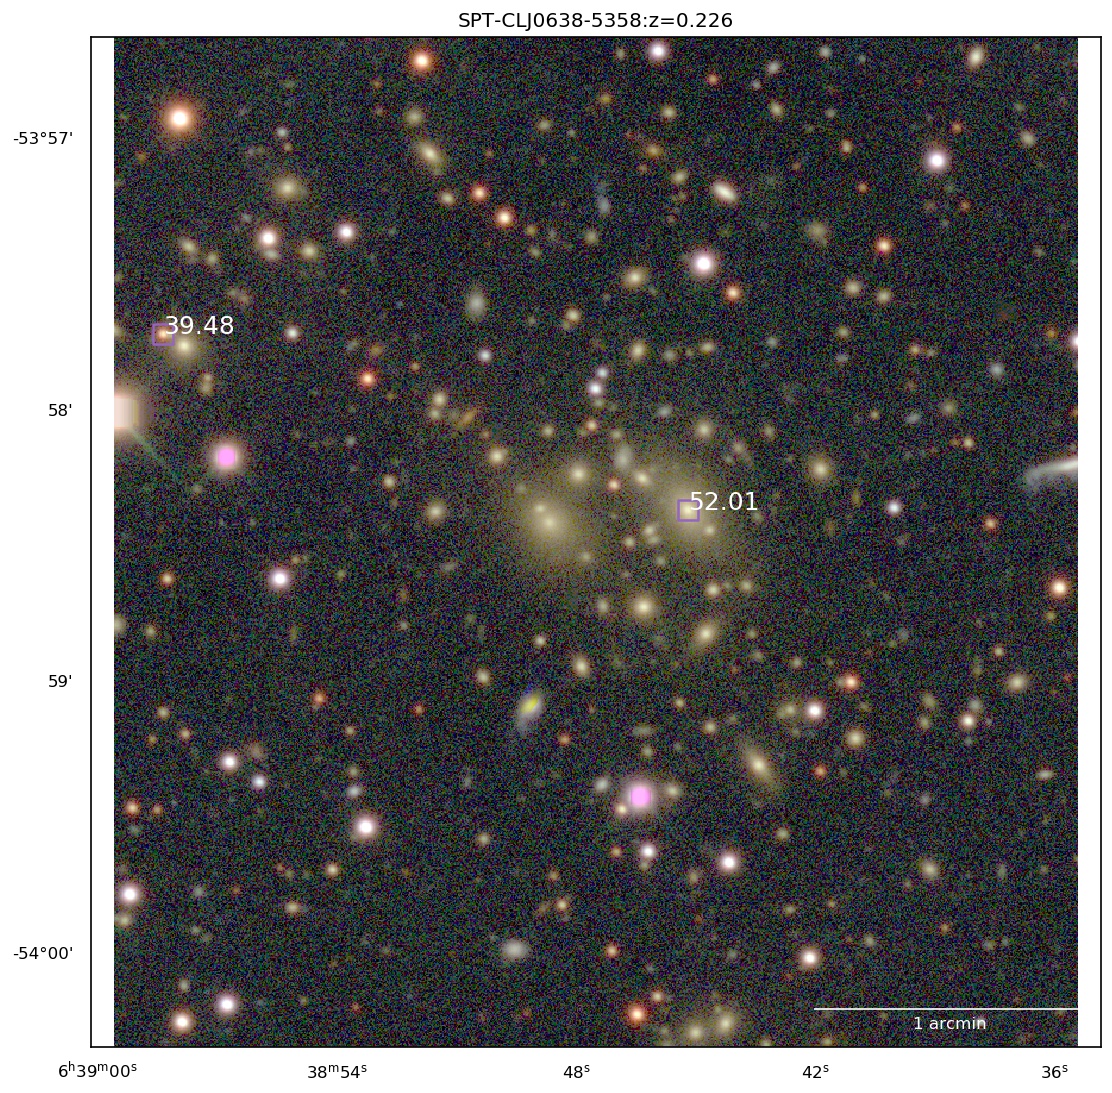 SPT-CLJ0638-5358:z=0.226
-53°57'
39.48
58'
52.01
59'
-54°00'
1 arcmin
6ʰ39ᵐ00ˢ 38ᵐ54ˢ 48ˢ 42ˢ 36ˢ